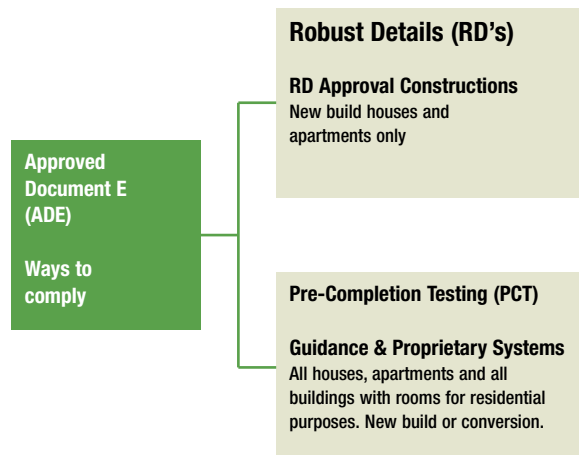 Approved
Document E
(ADE)
Ways to
comply
Robust Details (RD's)
RD Approval Constructions
New build houses and
apartments only
Pre-Completion Testing (PCT)
Guidance & Proprietary Systems
All houses, apartments and all
buildings with rooms for residential
purposes. New build or conversion.